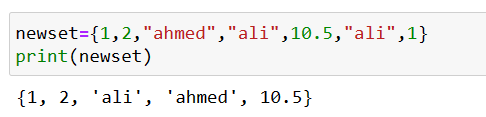 newset={1,2,"ahmed","ali",10.5,"ali",1}
print(newset)
{1, 2, 'ali', 'ahmed', 10.5}